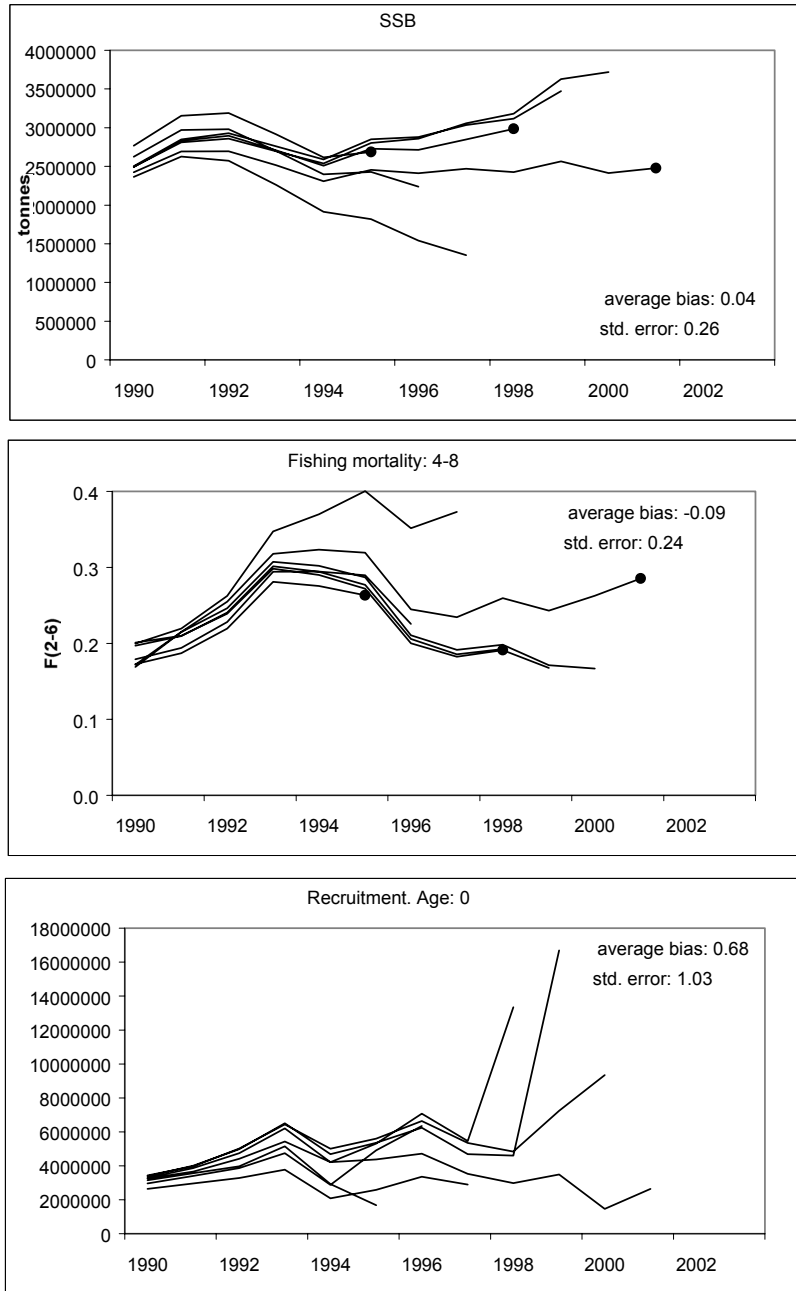 SSB
4000000
3500000
3000000
2500000
2000000
1500000
1000000
500000
0
tonnes
average bias: 0.04
std. error: 0.26
1990 1992 1994 1996 1998 2000 2002
Fishing mortality: 4-8
0.4
0.3
0.2
0.1
0.0
F(2-6)
average bias: -0.09
std. error: 0.24
1990 1992 1994 1996 1998 2000 2002
Recruitment. Age: 0
18000000
16000000
14000000
12000000
10000000
8000000
6000000
4000000
2000000
0
average bias: 0.68
std. error: 1.03
1990 1992 1994 1996 1998 2000 2002